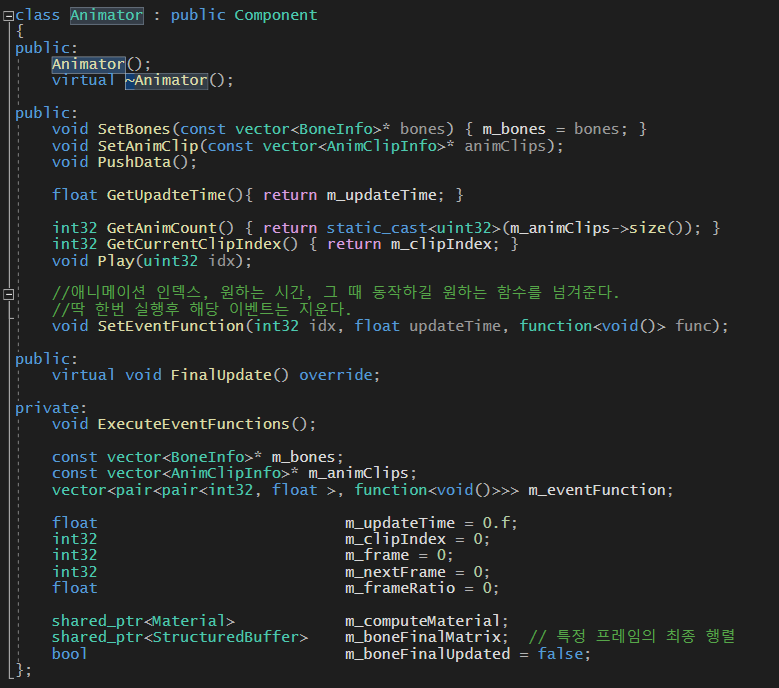 class Animator : public Component
{
public:
    Animator();
    virtual ~Animator();

public:
    void SetBones(const vector<BoneInfo>* bones) { m_bones = bones; }
    void SetAnimClip(const vector<AnimClipInfo>* animClips);
    void PushData();

    float GetUpadteTime(){ return m_updateTime; }

    int32 GetAnimCount() { return static_cast<uint32>(m_animClips->size()); }
    int32 GetCurrentClipIndex() { return m_clipIndex; }
    void Play(uint32 idx);

    //애니메이션 인덱스, 원하는 시간, 그 때 동작하길 원하는 함수를 넘겨준다.
    //딱 한번 실행후 해당 이벤트는 지운다.
    void SetEventFunction(int32 idx, float updateTime, function<void()> func);

public:
    virtual void FinalUpdate() override;

private:
    void ExecuteEventFunctions();

    const vector<BoneInfo>* m_bones;
    const vector<AnimClipInfo>* m_animClips;
    vector<pair<pair<int32, float >, function<void()>>> m_eventFunction;

    float                           m_updateTime = 0.f;
    int32                           m_clipIndex = 0;
    int32                           m_frame = 0;
    int32                           m_nextFrame = 0;
    float                           m_frameRatio = 0;

    shared_ptr<Material>            m_computeMaterial;
    shared_ptr<StructuredBuffer>    m_boneFinalMatrix;  // 특정 프레임의 최종 행렬
    bool                            m_boneFinalUpdated = false;
};